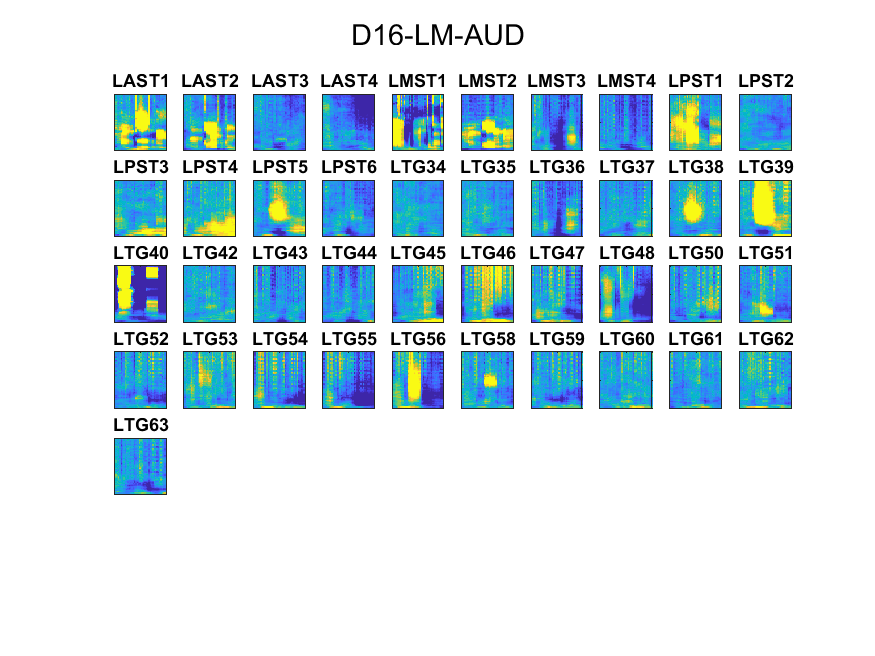 D16-LM-AUD
LAST1 LAST2 LAST3 LAST4 LMST1 LMST2 LMST3 LMST4 LPST1 LPST2
LPST3 LPST4 LPST5 LPST6 LTG34 LTG35 LTG36 LTG37 LTG38 LTG39
LTG40 LTG42 LTG43 LTG44 LTG45 LTG46 LTG47 LTG48 LTG50 LTG51
LTG52 LTG53 LTG54 LTG55 LTG56 LTG58 LTG59 LTG60 LTG61 LTG62
LTG63